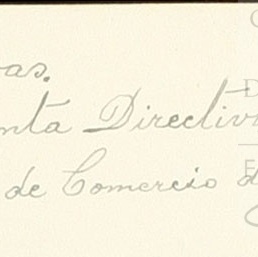 as.
nta Directiv
de Comercio d